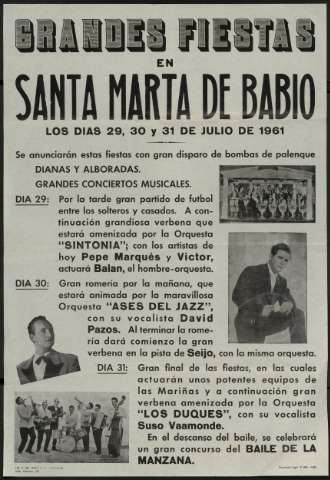 GRANDES FIESTAS
EN
SANTA MARTA DE BABIO
LOS DIAS 29, 30 y 31 DE JULIO DE 1961
Se anunciarán estas fiestas con gran disparo de bombas de palenque
DIANAS Y ALBORADAS.
GRANDES CONCIERTOS MUSICALES.
DIA 29: Por la tarde gran partido de futbol
entre los solteros y casados. A con-
tinuación grandiosa verbena que
estará amenizada por la Orquesta
"SINTONIA"; con los artistas de
hoy Pepe Marqués y Victor,
actuará Balan, el hombre-orquesta.
DIA 30: Gran romeria por la mañana, que
estará animada por la maravillosa
Orquesta "ASES DEL JAZZ",
con su vocalista David
Pazos. Al terminar la rome-
ría dará comienzo la gran
verbena en la pista de Seijo, con la misma orquesta.
DIA 31: Gran final de las fiestas, en las cuales
actuarán unos potentes equipos de
las Mariñas y a continuación gran
verbena amenizada por la Orquesta
"LOS DUQUES", con su vocalista
Suso Vaamonde.
En el descanso del baile, se celebrará
un gran concurso del BAILE DE LA
MANZANA.